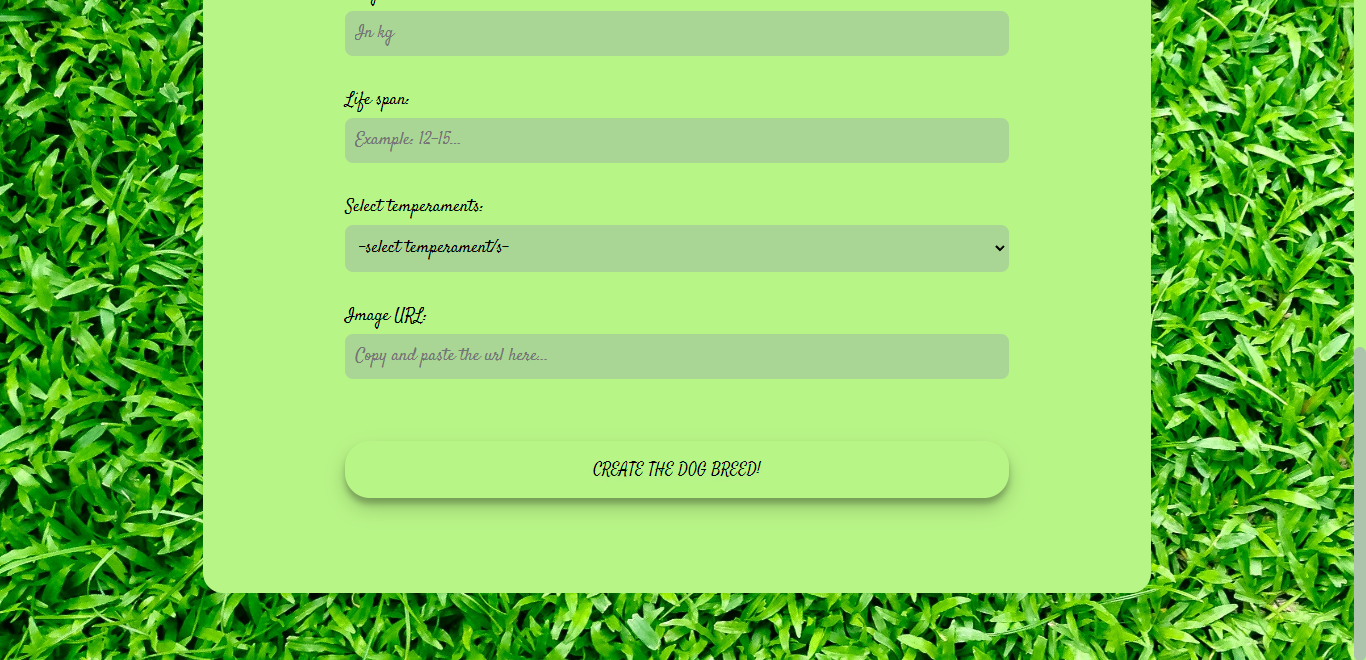 In kg
Life span:
Example: 12-15...
Select temperaments:
-select temperament/s-
Image URL:
Copy and paste the url here...
CREATE THE DOG BREED!